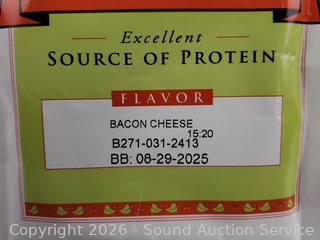 Excellent
SOURCE OF PROTEIN
FLAVOR
BACON CHEESE
15:20
B271-031-2413
BB: 08-29-2025
Copyright 2026 - Sound Auction Service